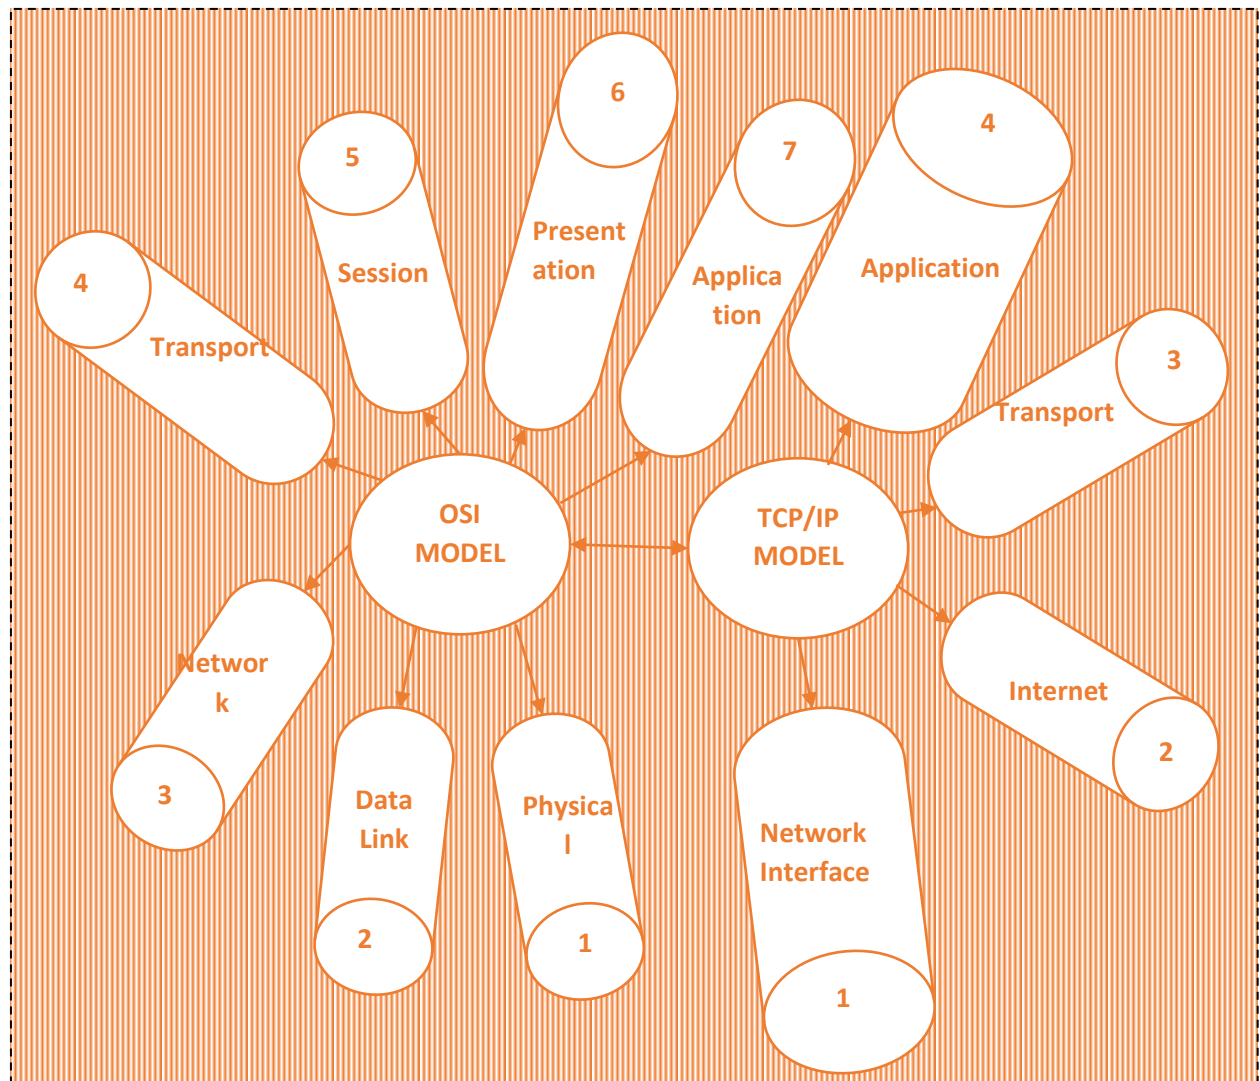 6
4
5
7
Present
ation
Session
Applica
tion
Application
4
Transport
3
Transport
OSI
MODEL
TCP/IP
MODEL
Networ
k
Internet
3
2
Data
Link
Physica
l
Network
Interface
2
1
1